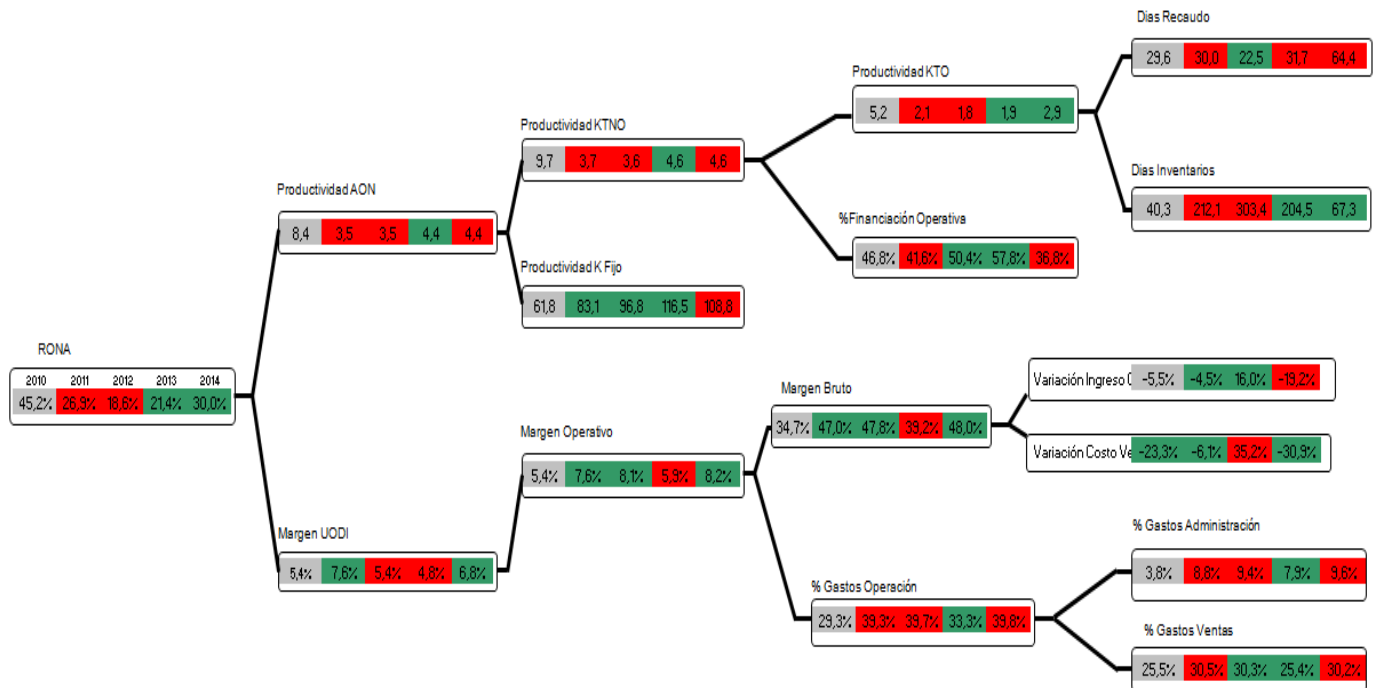 Dias Recaudo
29,6 30,0 22,5 31,7 64,4
Productividad KTO
5,2 2,1 1,8 1,9 2,9
Productividad KTNO
9,7 3,7 3,6 4,6 4,6
Dias Inventarios
40,3 212,1 303,4 204,5 67,3
Productividad AON
8,4 3,5 3,5 4,4 4,4
%Financiación Operativa
46,8% 41,6% 50,4% 57,8% 36,8%
Productividad K Fijo
61,8 83,1 96,8 116,5 108,8
RONA
2010 2011 2012 2013 2014
45,2% 26,9% 18,6% 21,4% 30,0%
Margen Bruto
34,7% 47,0% 47,8% 39,2% 48,0%
Variación Ingreso -5,5% -4,5% 16,0% -19,2%
Variación Costo Ve -23,3% -6,1% 35,2% -30,9%
Margen Operativo
5,4% 7,6% 8,1% 5,9% 8,2%
Margen UODI
5,4% 7,6% 5,4% 4,8% 6,8%
% Gastos Operación
29,3% 39,3% 39,7% 33,3% 39,8%
% Gastos Administración
3,8% 8,8% 9,4% 7,9% 9,6%
% Gastos Ventas
25,5% 30,5% 30,3% 25,4% 30,2%